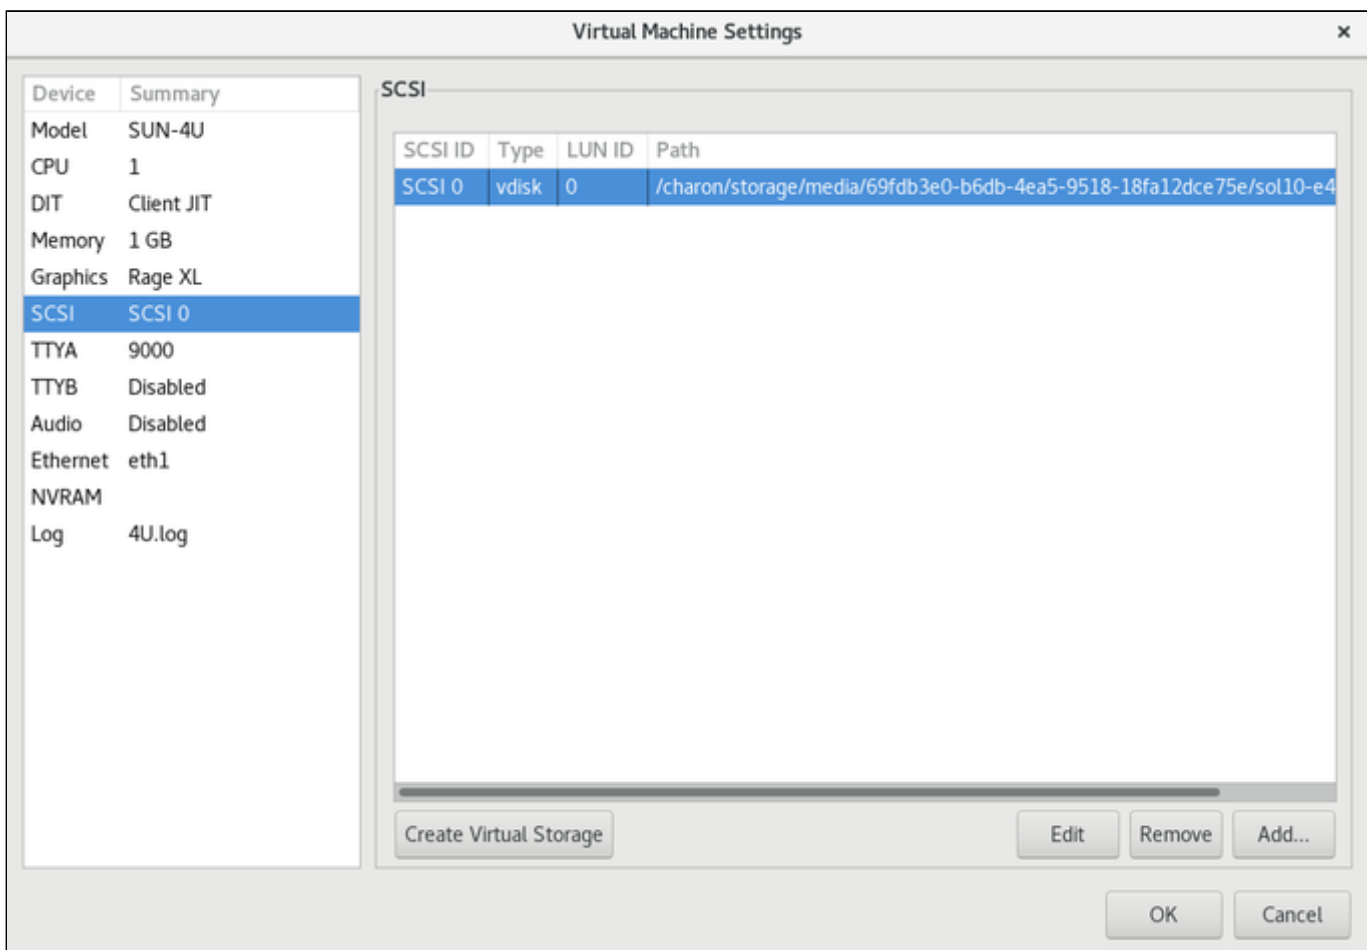 Virtual Machine Settings ×
Device Summary
Model SUN-4U
CPU 1
DIT Client JIT
Memory 1 GB
Graphics Rage XL
SCSI SCSI 0
TTYA 9000
TTYB Disabled
Audio Disabled
Ethernet eth1
NVRAM
Log 4U.log
SCSI
SCSI ID Type LUN ID Path
SCSI 0 vdisk 0 /charon/storage/media/69fdb3e0-b6db-4ea5-9518-18fa12dce75e/sol10-e4
Create Virtual Storage Edit Remove Add...
OK Cancel